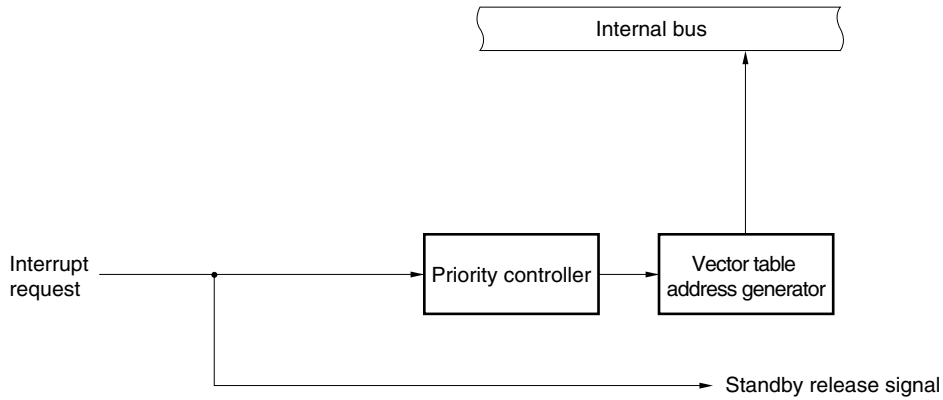 Internal bus
Interrupt
request
Priority controller
Vector table
address generator
Standby release signal